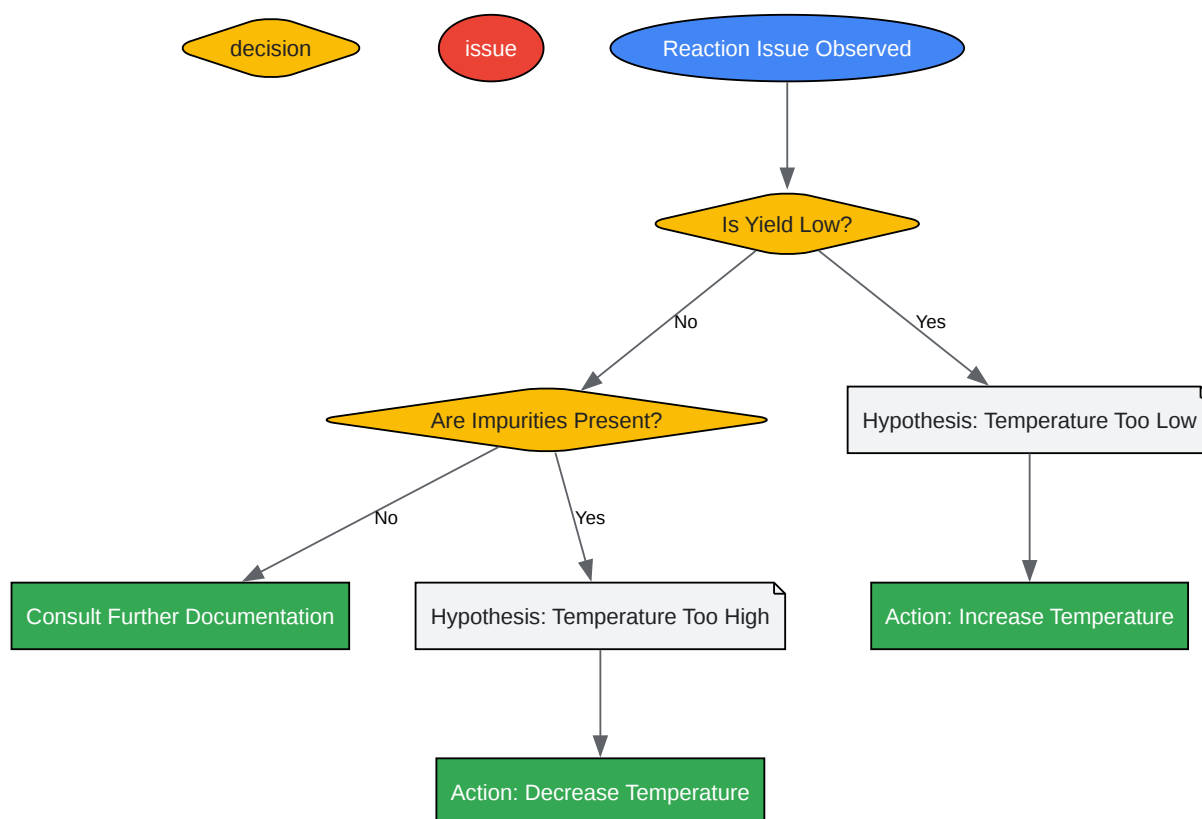 decision
issue
Reaction Issue Observed
Is Yield Low?
No
Yes
Are Impurities Present?
Hypothesis: Temperature Too Low
No
Yes
Consult Further Documentation
Hypothesis: Temperature Too High
Action: Increase Temperature
Action: Decrease Temperature